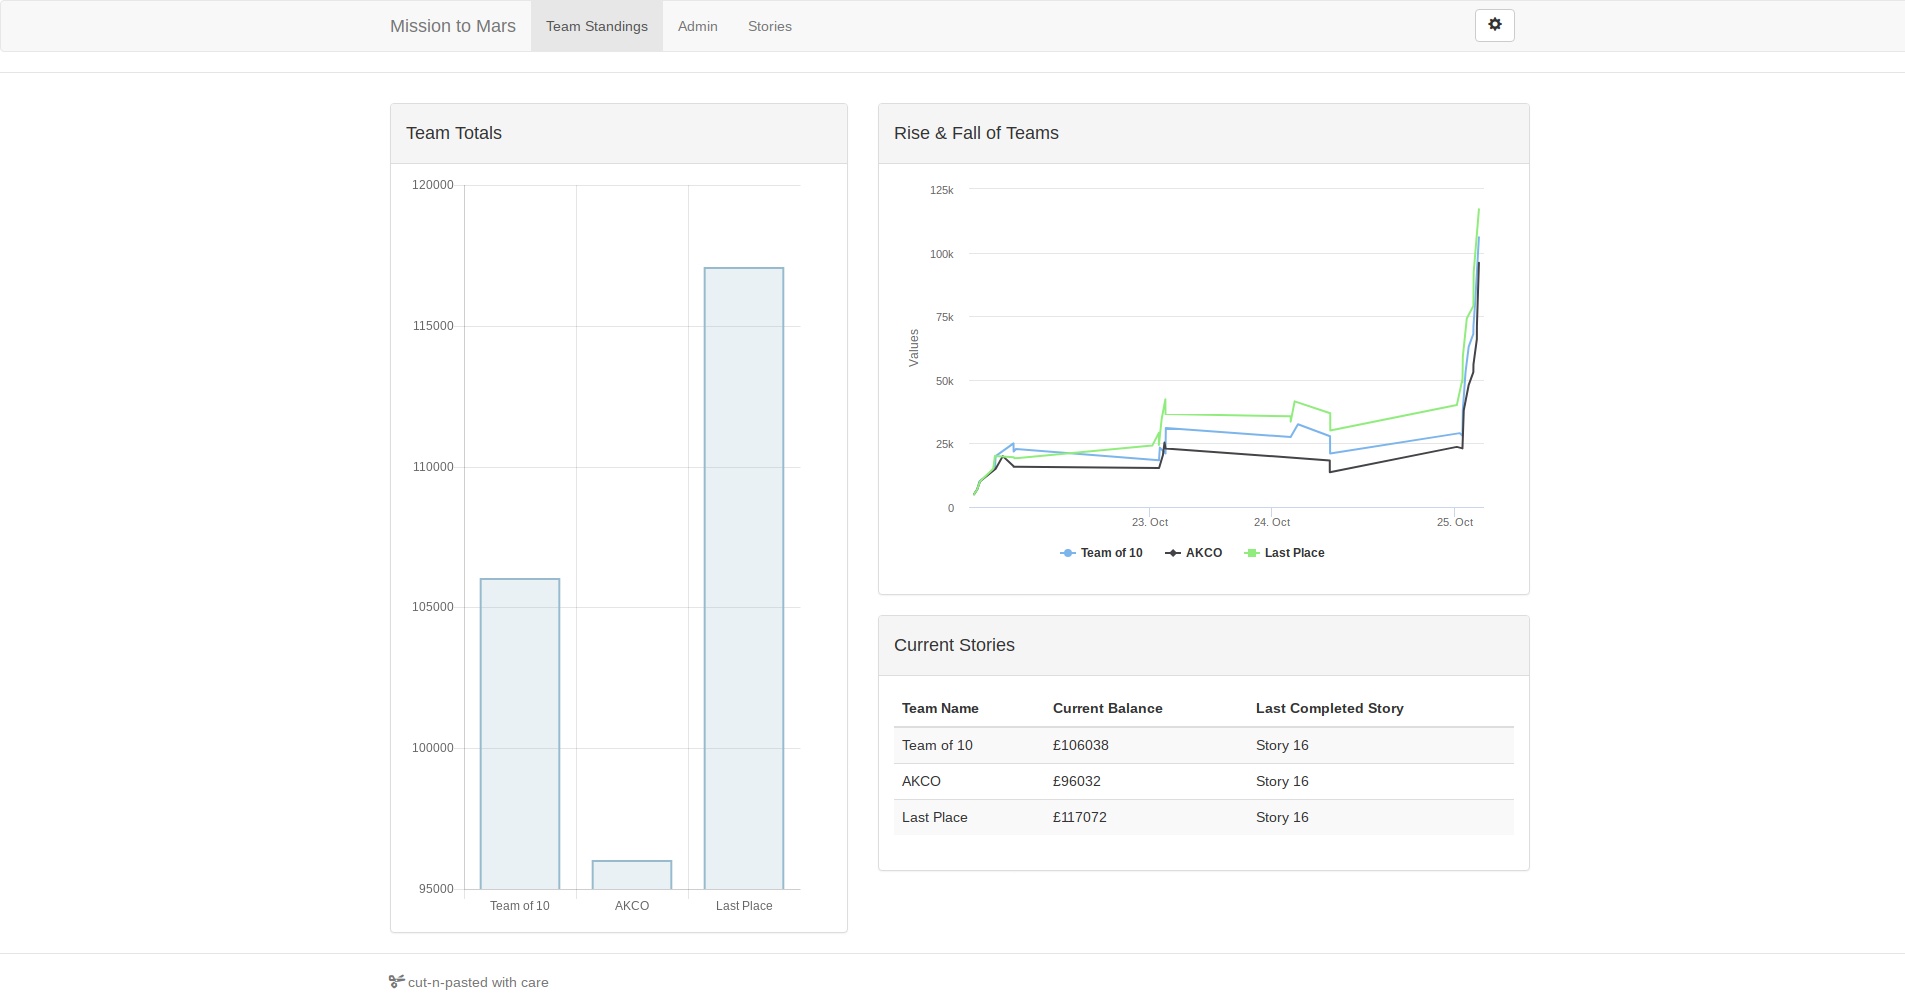 Mission to Mars Team Standings Admin Stories
Team Totals
120000
115000
110000
105000
100000
95000
Team of 10 AKCO Last Place
Rise & Fall of Teams
125k
100k
75k
50k
25k
0
Values
23. Oct 24. Oct 25. Oct
Team of 10 AKCO Last Place
Current Stories
Team Name Current Balance Last Completed Story
Team of 10 £106038 Story 16
AKCO £96032 Story 16
Last Place £117072 Story 16
cut-n-pasted with care